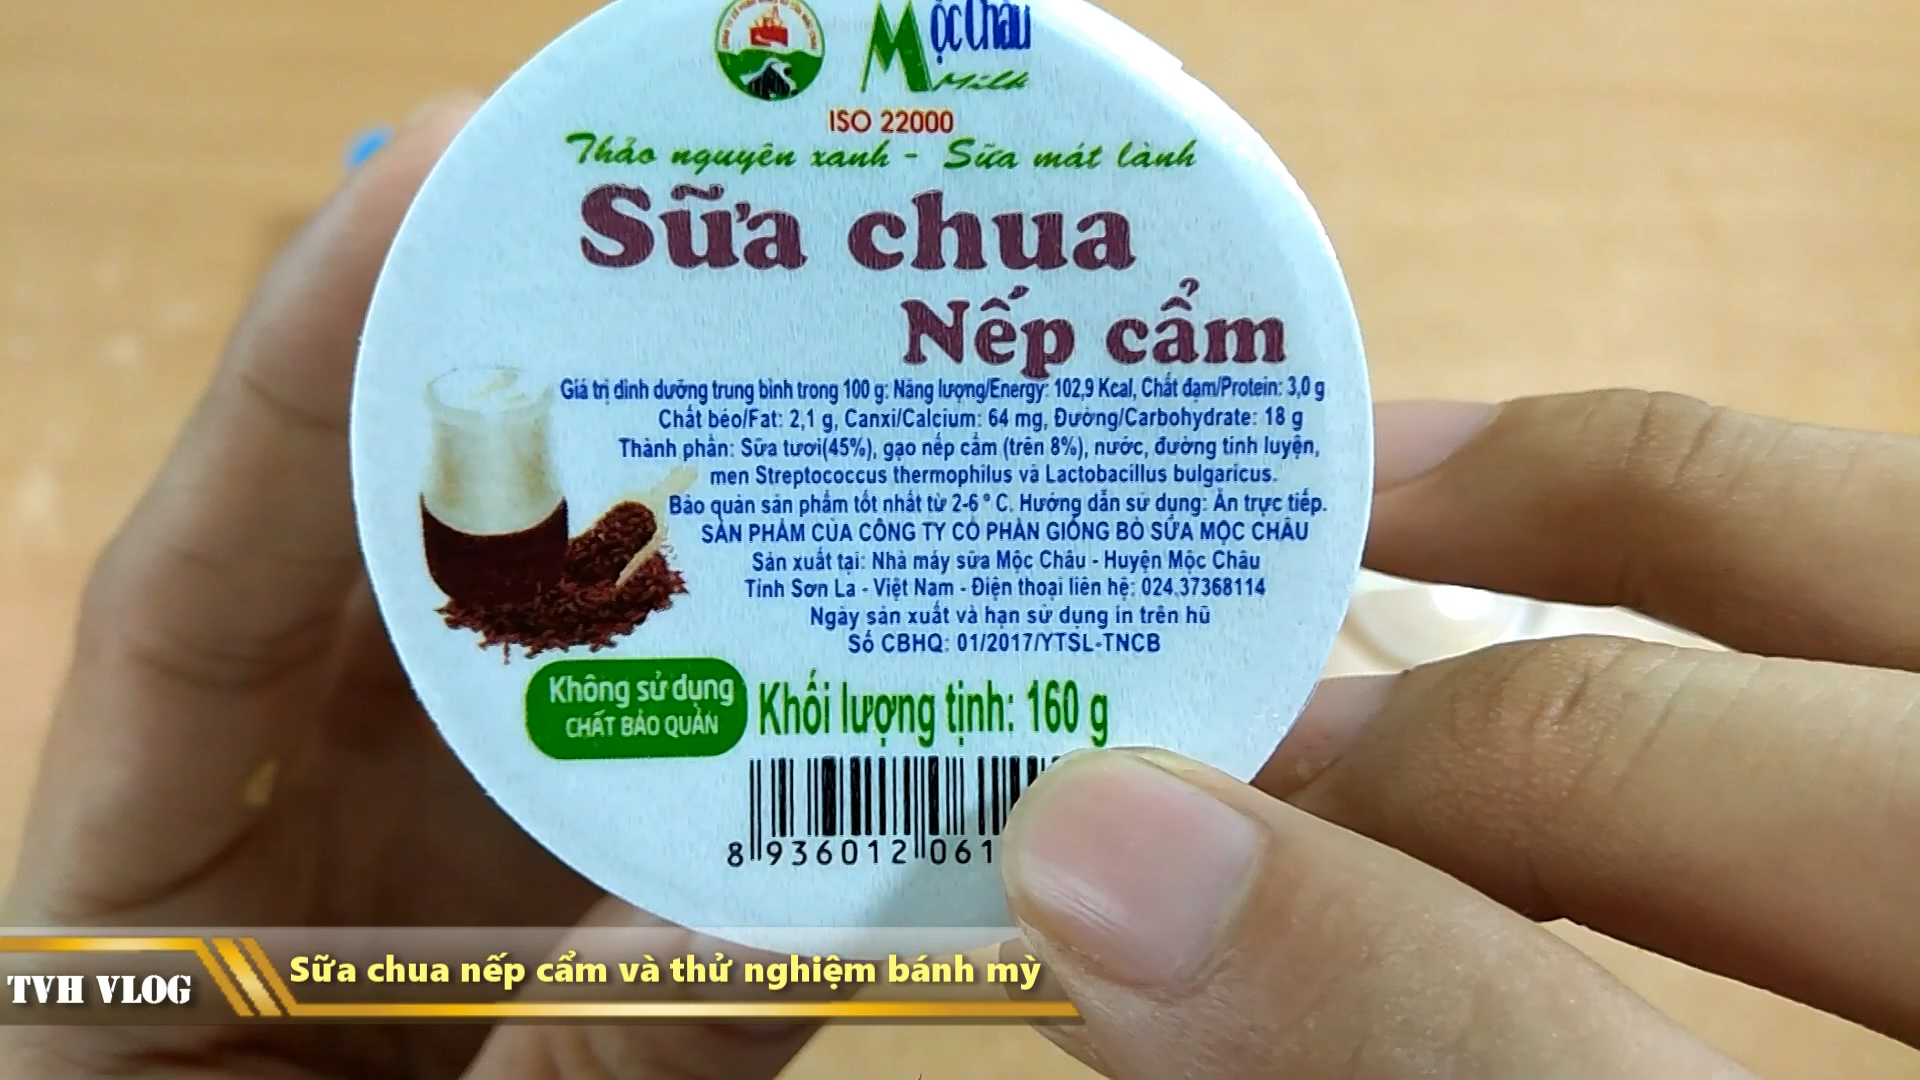 Mộc Châu
Milk
ISO 22000
Thảo nguyên xanh - Sữa mát lành
Sữa chua
Nếp cẩm
Giá trị dinh dưỡng trung bình trong 100 g: Năng lượng/Energy: 102,9 Kcal, Chất đạm/Protein: 3,0 g
Chất béo/Fat: 2,1 g, Canxi/Calcium: 64 mg, Đường/Carbohydrate: 18 g
Thành phần: Sữa tươi(45%), gạo nếp cẩm (trên 8%), nước, đường tinh luyện,
men Streptococcus thermophilus và Lactobacillus bulgaricus.
Bảo quản sản phẩm tốt nhất từ 2-6 ° C. Hướng dẫn sử dụng: Ăn trực tiếp.
SẢN PHẨM CỦA CÔNG TY CỔ PHẦN GIỐNG BÒ SỮA MỘC CHÂU
Sản xuất tại: Nhà máy sữa Mộc Châu - Huyện Mộc Châu
Tỉnh Sơn La - Việt Nam - Điện thoại liên hệ: 024.37368114
Ngày sản xuất và hạn sử dụng in trên hũ
Số CBHQ: 01/2017/YTSL-TNCB
Không sử dụng
CHẤT BẢO QUẢN
Khối lượng tịnh: 160 g
8 936012 061
Sữa chua nếp cẩm và thử nghiệm bánh mỳ
TVH VLOG